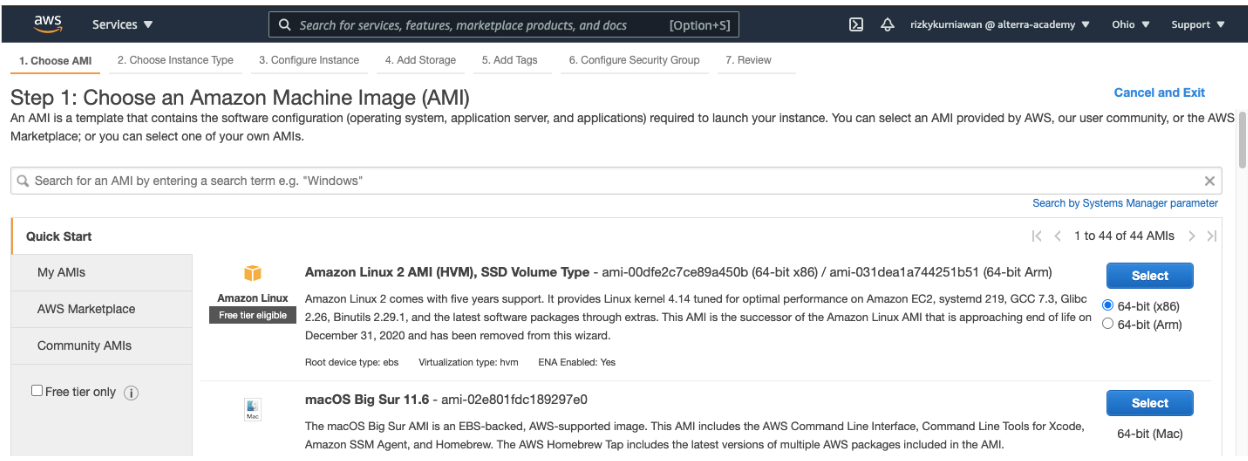 aws Services ▼ Search for services, features, marketplace products, and docs [Option+S] rizkykurniawan @ alterra-academy ▼ Ohio ▼ Support ▼
1. Choose AMI 2. Choose Instance Type 3. Configure Instance 4. Add Storage 5. Add Tags 6. Configure Security Group 7. Review
Step 1: Choose an Amazon Machine Image (AMI) Cancel and Exit
An AMI is a template that contains the software configuration (operating system, application server, and applications) required to launch your instance. You can select an AMI provided by AWS, our user community, or the AWS
Marketplace; or you can select one of your own AMIs.
Search for an AMI by entering a search term e.g. "Windows"
Search by Systems Manager parameter
Quick Start
1 to 44 of 44 AMIs
My AMIs
AWS Marketplace
Community AMIs
Free tier only
Amazon Linux
Free tier eligible
Amazon Linux 2 AMI (HVM), SSD Volume Type - ami-00dfe2c7ce89a450b (64-bit x86) / ami-031dea1a744251b51 (64-bit Arm)
Amazon Linux 2 comes with five years support. It provides Linux kernel 4.14 tuned for optimal performance on Amazon EC2, systemd 219, GCC 7.3, Glibc
2.26, Binutils 2.29.1, and the latest software packages through extras. This AMI is the successor of the Amazon Linux AMI that is approaching end of life on
December 31, 2020 and has been removed from this wizard.
Root device type: ebs Virtualization type: hvm ENA Enabled: Yes
Select
64-bit (x86)
64-bit (Arm)
Mac
macOS Big Sur 11.6 - ami-02e801fdc189297e0
The macOS Big Sur AMI is an EBS-backed, AWS-supported image. This AMI includes the AWS Command Line Interface, Command Line Tools for Xcode,
Amazon SSM Agent, and Homebrew. The AWS Homebrew Tap includes the latest versions of multiple AWS packages included in the AMI.
Select
64-bit (Mac)